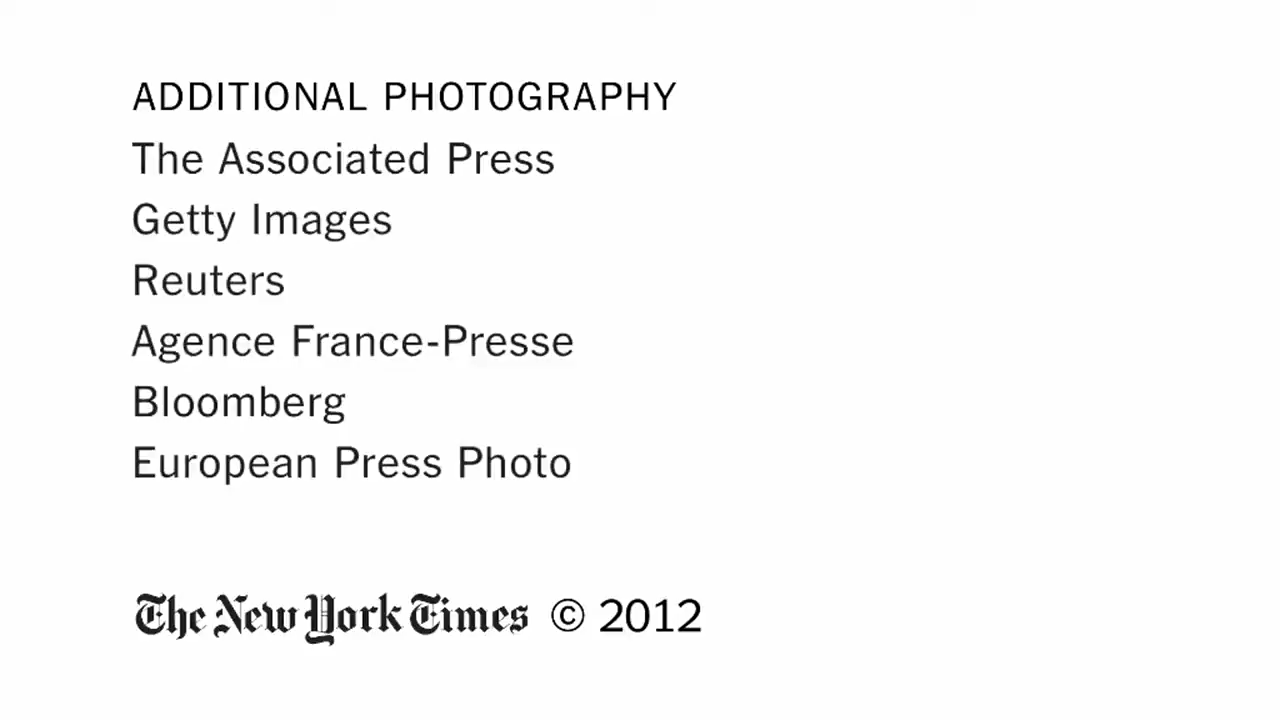 ADDITIONAL PHOTOGRAPHY
The Associated Press
Getty Images
Reuters
Agence France-Presse
Bloomberg
European Press Photo
The New York Times © 2012